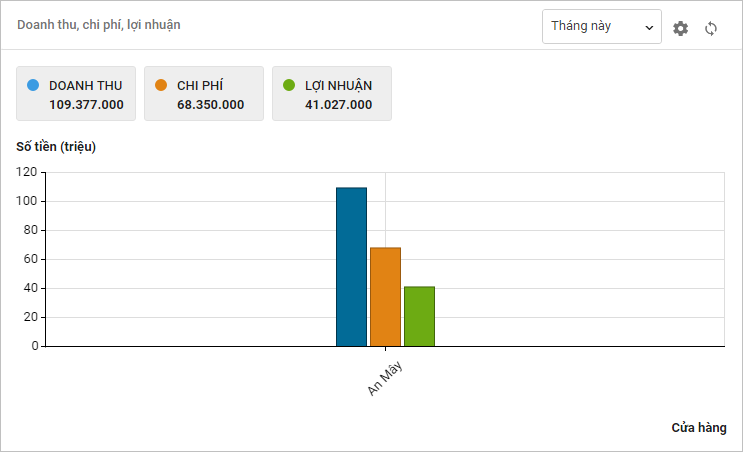 Doanh thu, chi phí, lợi nhuận
Tháng này
DOANH THU
109.377.000
CHI PHÍ
68.350.000
LỢI NHUẬN
41.027.000
Số tiền (triệu)
120
100
80
60
40
20
0
An Mây
Cửa hàng